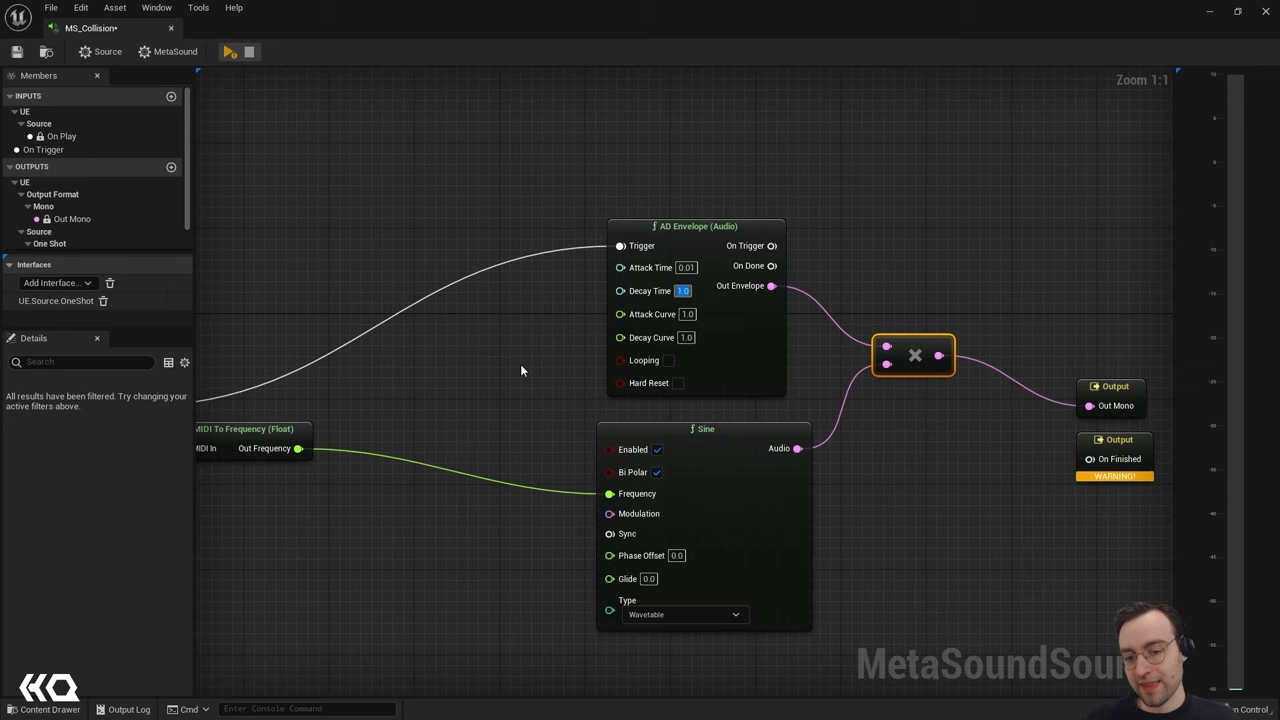 File Edit Asset Window Tools Help
MS_Collision*
Source MetaSound
Members
INPUTS
UE
Source
On Play
On Trigger
OUTPUTS
UE
Output Format
Mono
Out Mono
Source
One Shot
Interfaces
Add Interface...
UE.Source.OneShot
Details
Search
All results have been filtered. Try changing your
active filters above.
Zoom 1:1
AD Envelope (Audio)
Trigger On Trigger
Attack Time 0.01 On Done
Decay Time 1.0 Out Envelope
Attack Curve 1.0
Decay Curve 1.0
Looping
Hard Reset
MIDI To Frequency (Float)
MIDI In Out Frequency
Sine
Enabled Audio
Bi Polar
Frequency
Modulation
Sync
Phase Offset 0.0
Glide 0.0
Type
Wavetable
Output
Out Mono
Output
On Finished
WARNING!
MetaSoundSou
Content Drawer Output Log Cmd Enter Console Command